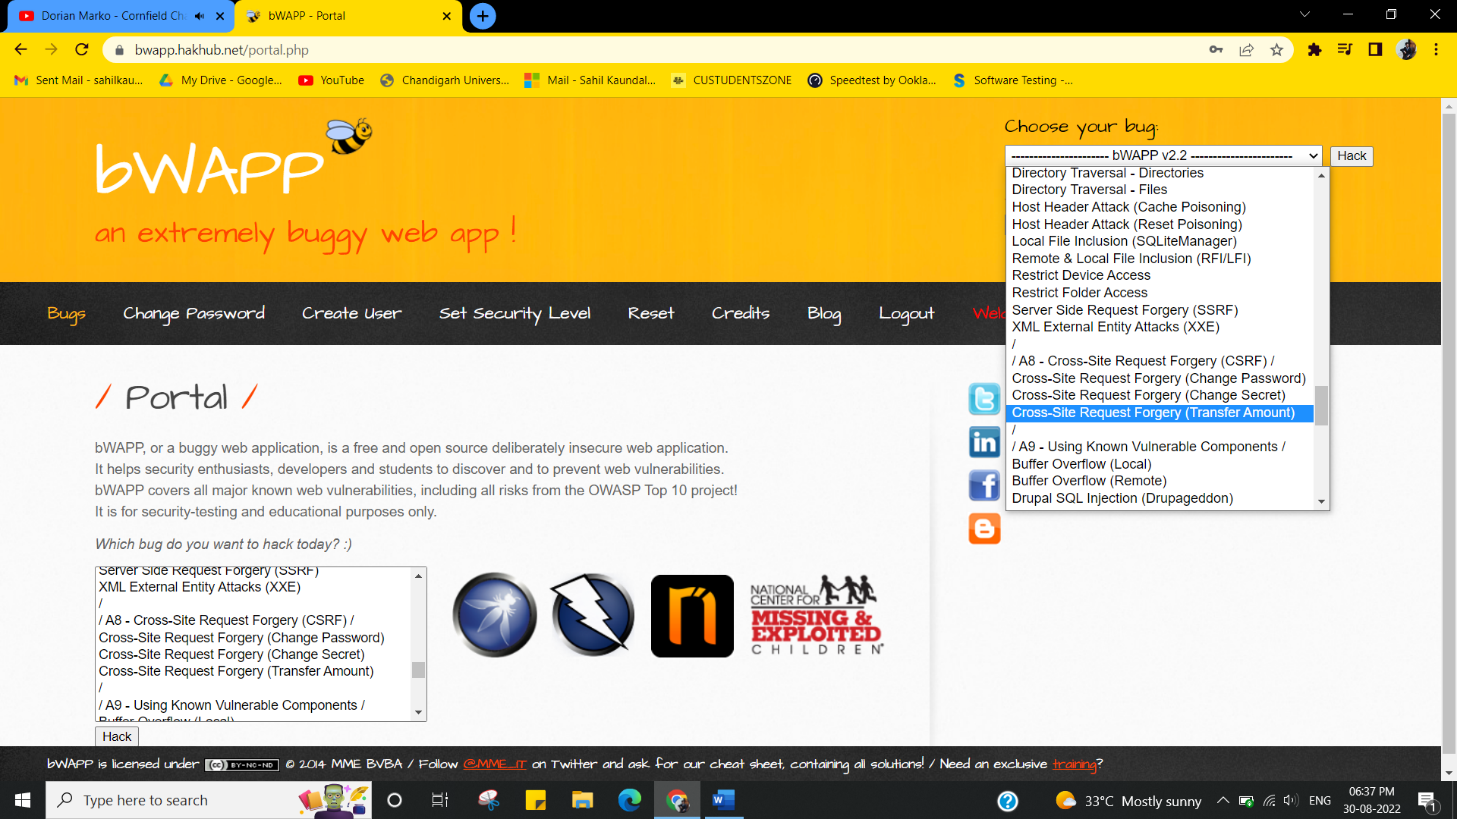 Dorian Marko - Cornfield Ch
bWAPP - Portal
bwapp.hakhub.net/portal.php
Sent Mail - sahilkau...
My Drive - Google...
YouTube
Chandigarh Univers...
Mail - Sahil Kaundal...
CUSTUDENTSZONE
Speedtest by Ookla...
Software Testing -...
bWAPP
an extremely buggy web app !
Choose your bug:
---------------------- bWAPP v2.2 -----------------------
Hack
Directory Traversal - Directories
Directory Traversal - Files
Host Header Attack (Cache Poisoning)
Host Header Attack (Reset Poisoning)
Local File Inclusion (SQLiteManager)
Remote & Local File Inclusion (RFI/LFI)
Restrict Device Access
Restrict Folder Access
Server Side Request Forgery (SSRF)
XML External Entity Attacks (XXE)
/
/ A8 - Cross-Site Request Forgery (CSRF) /
Cross-Site Request Forgery (Change Password)
Cross-Site Request Forgery (Change Secret)
Cross-Site Request Forgery (Transfer Amount)
/
/ A9 - Using Known Vulnerable Components /
Buffer Overflow (Local)
Buffer Overflow (Remote)
Drupal SQL Injection (Drupageddon)
Bugs
Change Password
Create User
Set Security Level
Reset
Credits
Blog
Logout
/ Portal /
bWAPP, or a buggy web application, is a free and open source deliberately insecure web application.
It helps security enthusiasts, developers and students to discover and to prevent web vulnerabilities.
bWAPP covers all major known web vulnerabilities, including all risks from the OWASP Top 10 project!
It is for security-testing and educational purposes only.
Which bug do you want to hack today? :)
Server Side Request Forgery (SSRF)
XML External Entity Attacks (XXE)
/
/ A8 - Cross-Site Request Forgery (CSRF) /
Cross-Site Request Forgery (Change Password)
Cross-Site Request Forgery (Change Secret)
Cross-Site Request Forgery (Transfer Amount)
/
/ A9 - Using Known Vulnerable Components /
Buffer Overflow (Local)
Hack
NATIONAL
CENTER FOR
MISSING &
EXPLOITED
CHILDREN
bWAPP is licensed under (cc) BY-NC-ND © 2014 MME BVBA / Follow @MME_IT on Twitter and ask for our cheat sheet, containing all solutions! / Need an exclusive training?
Type here to search
33°C Mostly sunny
ENG
06:37 PM
30-08-2022
1